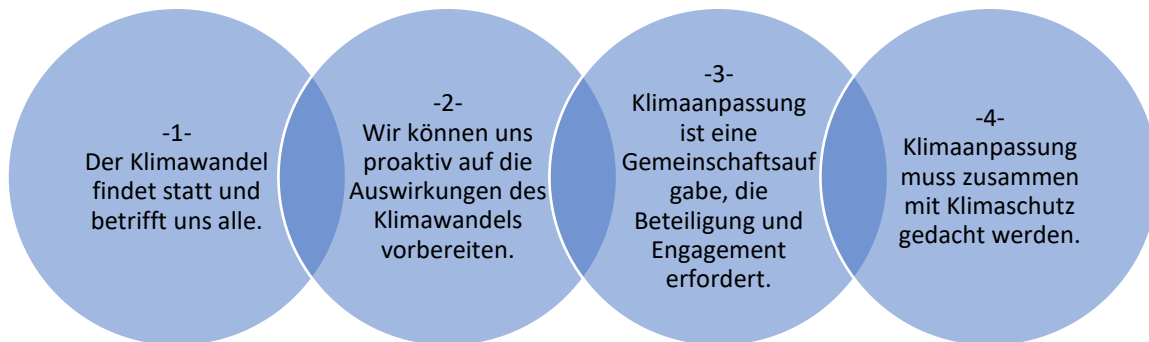 -1-
Der Klimawandel
findet statt und
betrifft uns alle.
-2-
Wir können uns
proaktiv auf die
Auswirkungen des
Klimawandels
vorbereiten.
-3-
Klimaanpassung
ist eine
Gemeinschaftsauf
gabe, die
Beteiligung und
Engagement
erfordert.
-4-
Klimaanpassung
muss zusammen
mit Klimaschutz
gedacht werden.